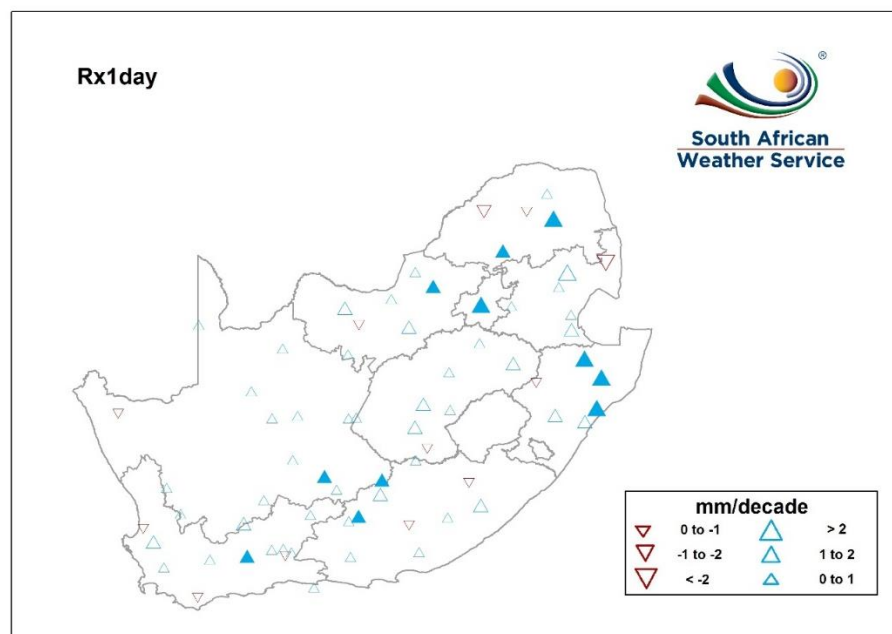 Rx1day
®
South African
Weather Service
mm/decade
0 to -1
> 2
-1 to -2
1 to 2
< -2
0 to 1